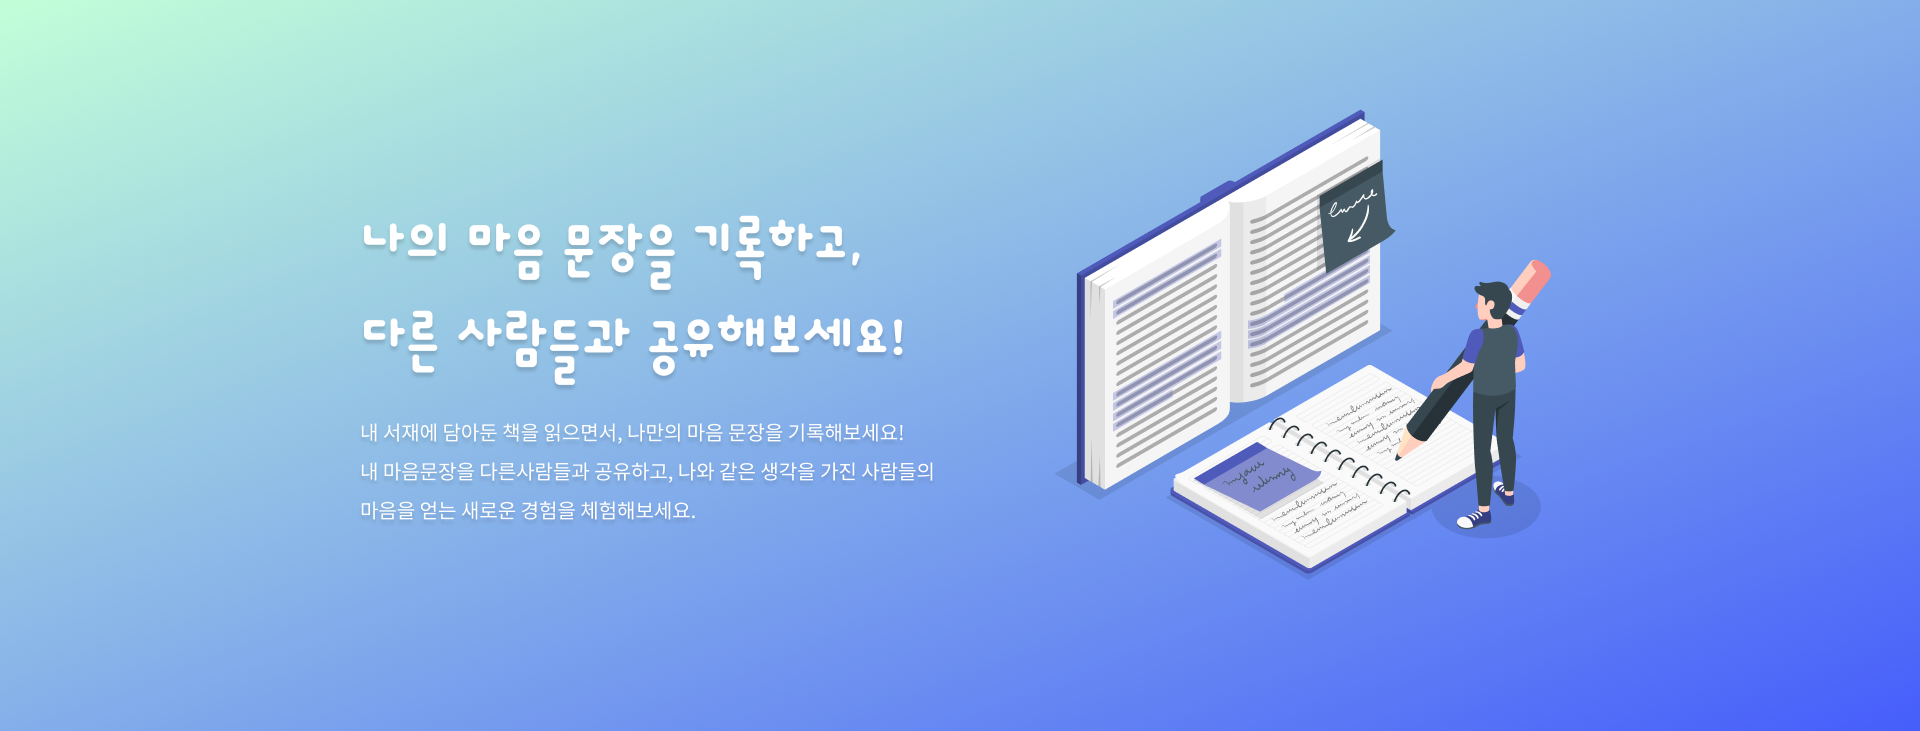 나의 마음 문장을 기록하고,
다른 사람들과 공유해보세요!
내 서재에 담아둔 책을 읽으면서, 나만의 마음 문장을 기록해보세요!
내 마음문장을 다른사람들과 공유하고, 나와 같은 생각을 가진 사람들의
마음을 얻는 새로운 경험을 체험해보세요.